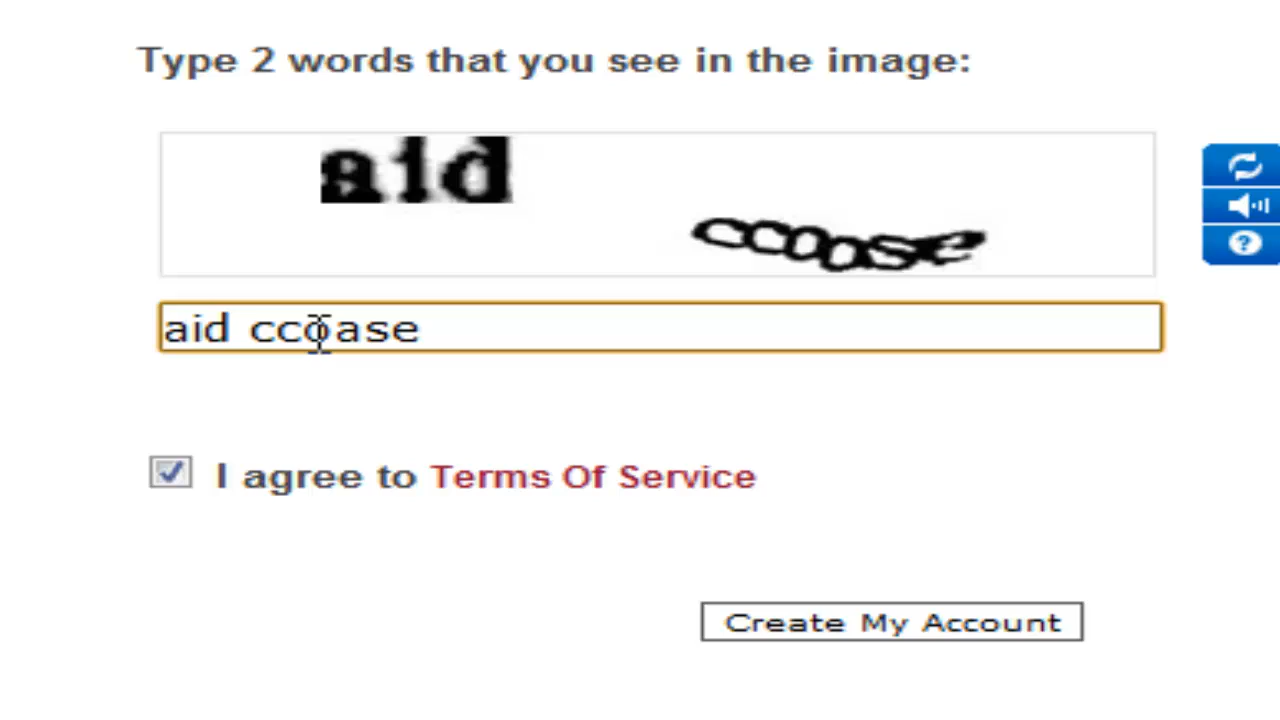 Type 2 words that you see in the image:
aid
ccoose
aid ccoase
I agree to Terms Of Service
Create My Account